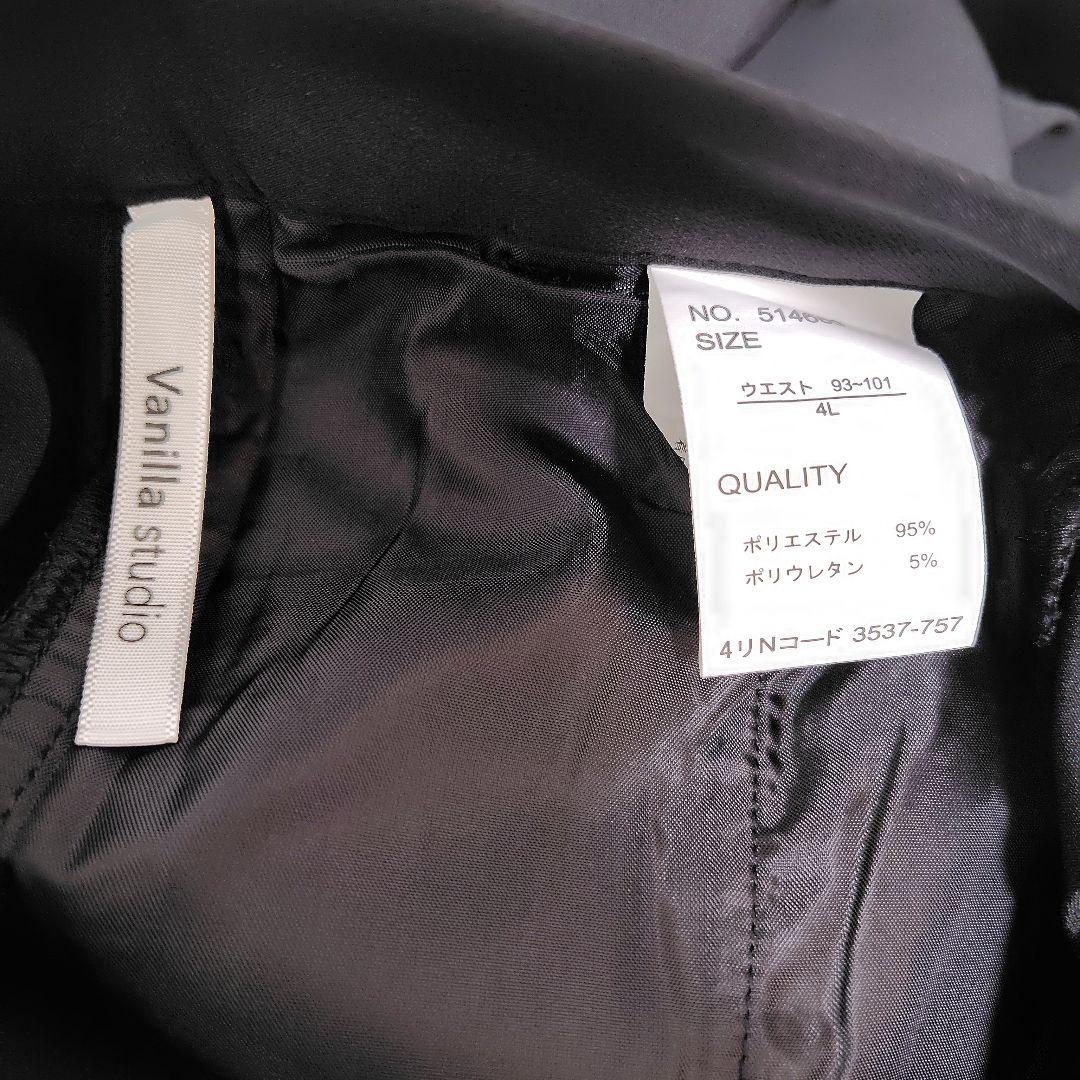 Vanilla studio
NO.
SIZE
ウエスト 93~101
4L
QUALITY
ポリエステル 95%
ポリウレタン 5%
4リNコード 3537-757